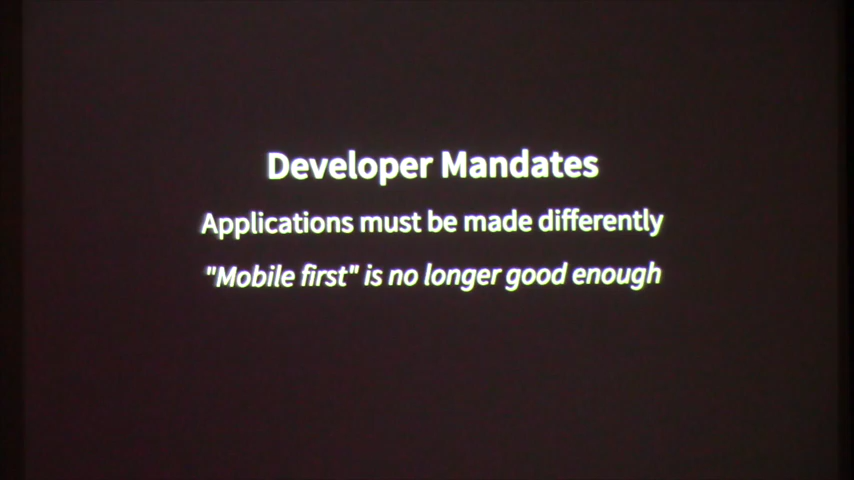 Developer Mandates
Applications must be made differently
"Mobile first" is no longer good enough